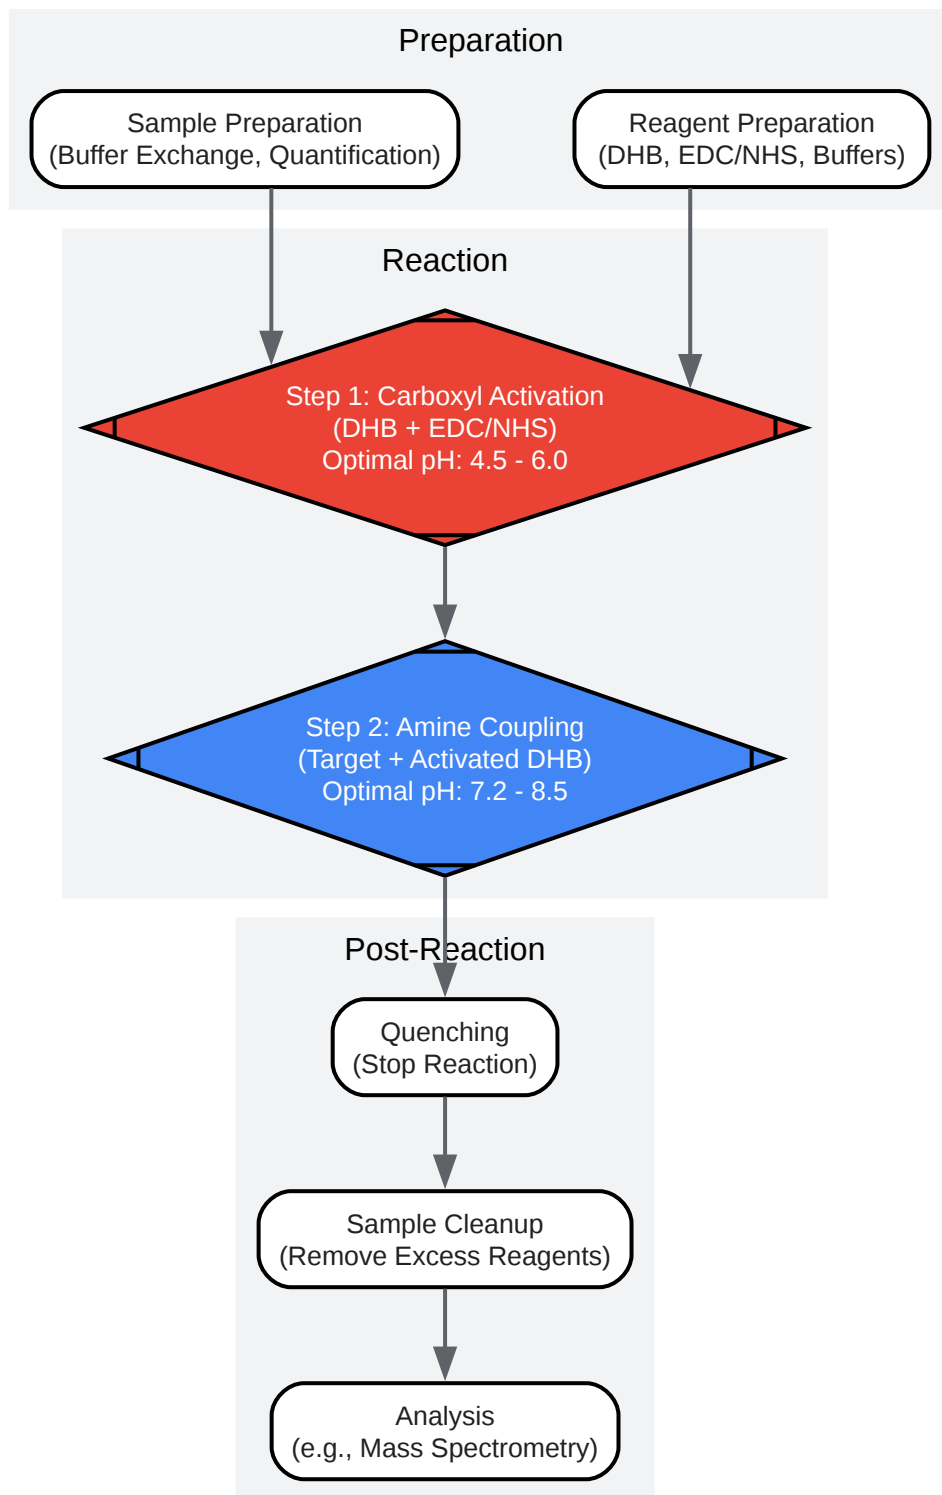 Preparation
Sample Preparation
(Buffer Exchange, Quantification)
Reagent Preparation
(DHB, EDC/NHS, Buffers)
Reaction
Step 1: Carboxyl Activation
(DHB + EDC/NHS)
Optimal pH: 4.5 - 6.0
Step 2: Amine Coupling
(Target + Activated DHB)
Optimal pH: 7.2 - 8.5
Post-Reaction
Quenching
(Stop Reaction)
Sample Cleanup
(Remove Excess Reagents)
Analysis
(e.g., Mass Spectrometry)